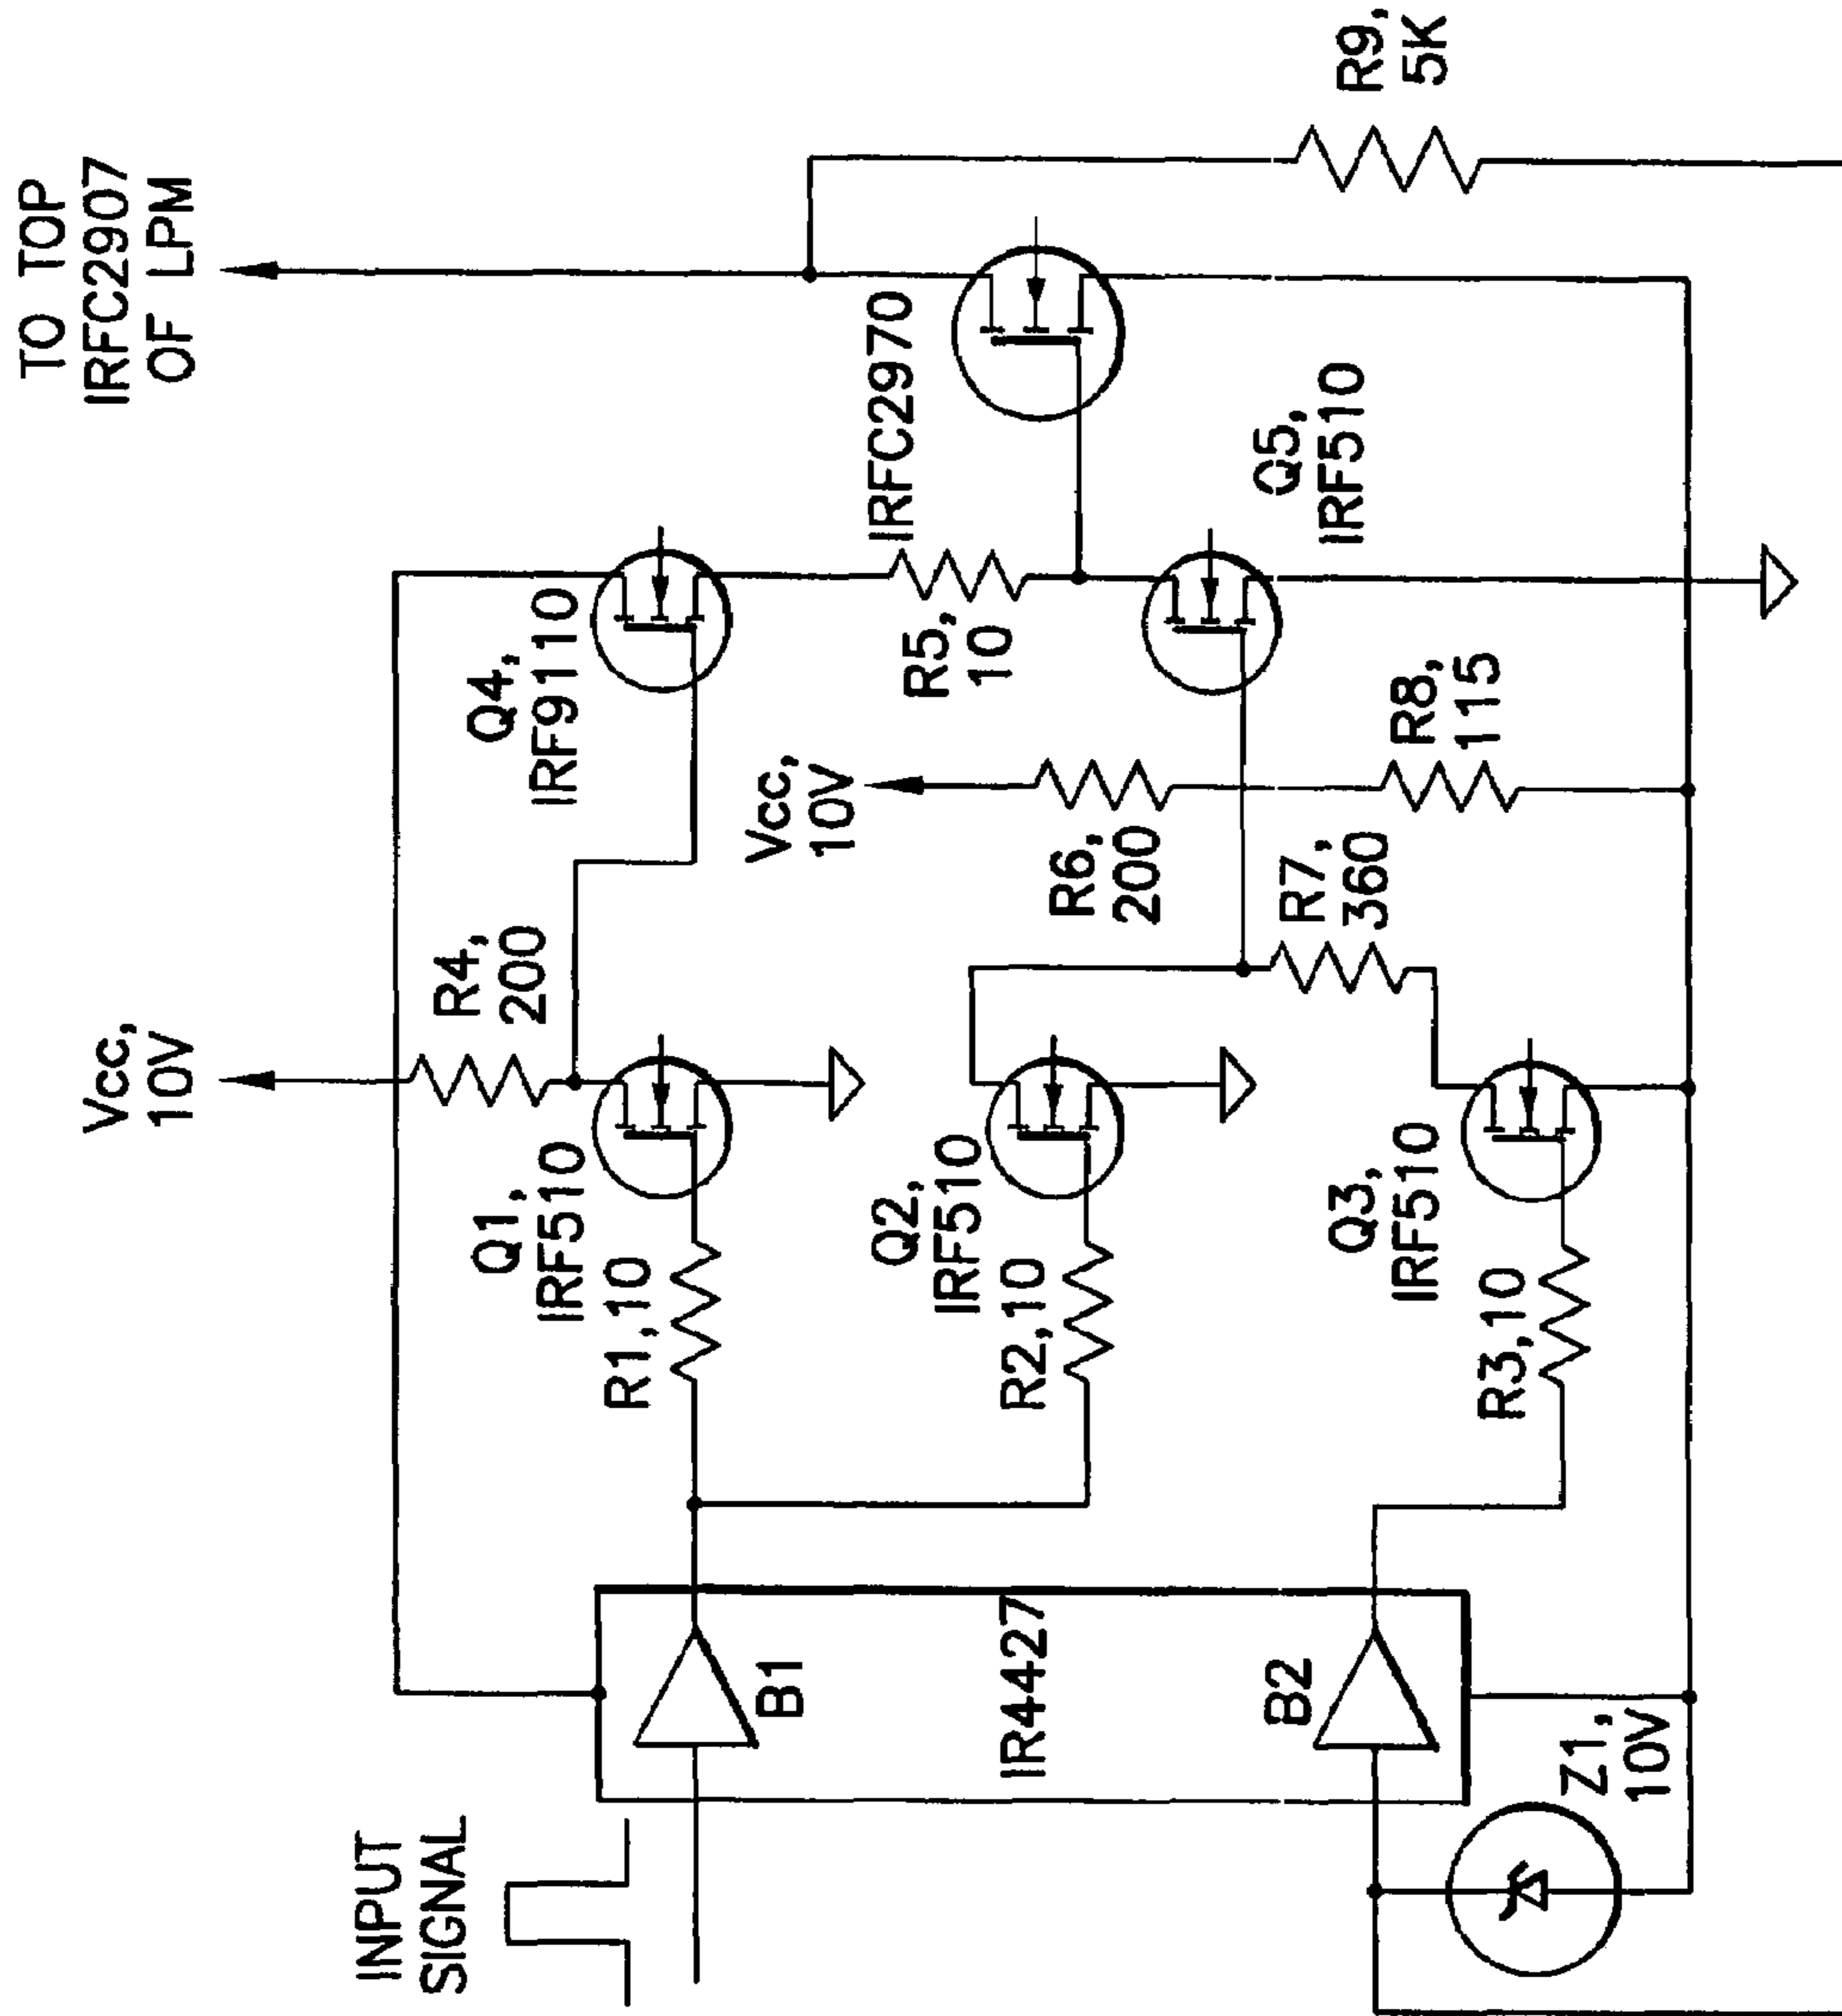 INPUT
SIGNAL
B1
IR4427
B2
Z1,
10V
Vcc,
10V
R4,
200
Q1,
IRF510
R1,10
Q2,
IRF510
R2,10
Q3,
IRF510
R3,10
Q4,
IRF9110
Vcc,
10V
R5,
10
R6,
200
R7,
360
R8,
115
TO TOP
IRFC2907
OF LPM
IRFC2970
Q5,
IRF510
R9,
5K